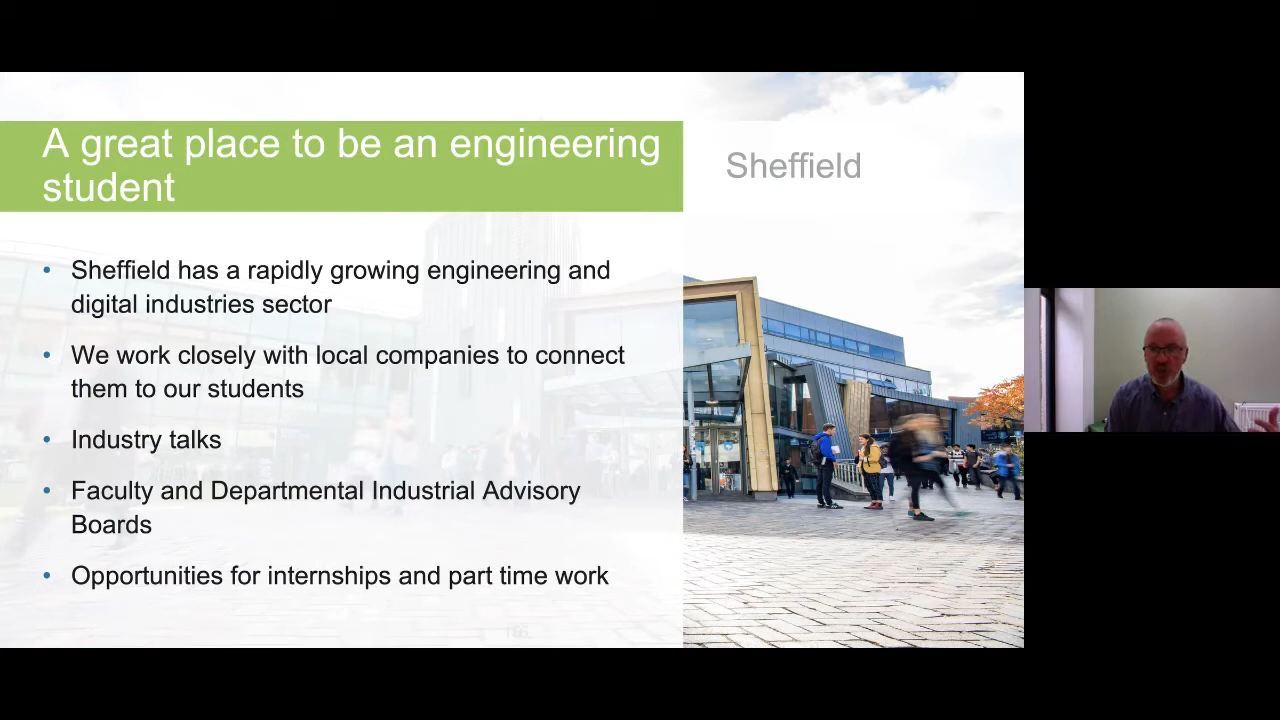 A great place to be an engineering
student
Sheffield
• Sheffield has a rapidly growing engineering and
digital industries sector
• We work closely with local companies to connect
them to our students
• Industry talks
• Faculty and Departmental Industrial Advisory
Boards
• Opportunities for internships and part time work